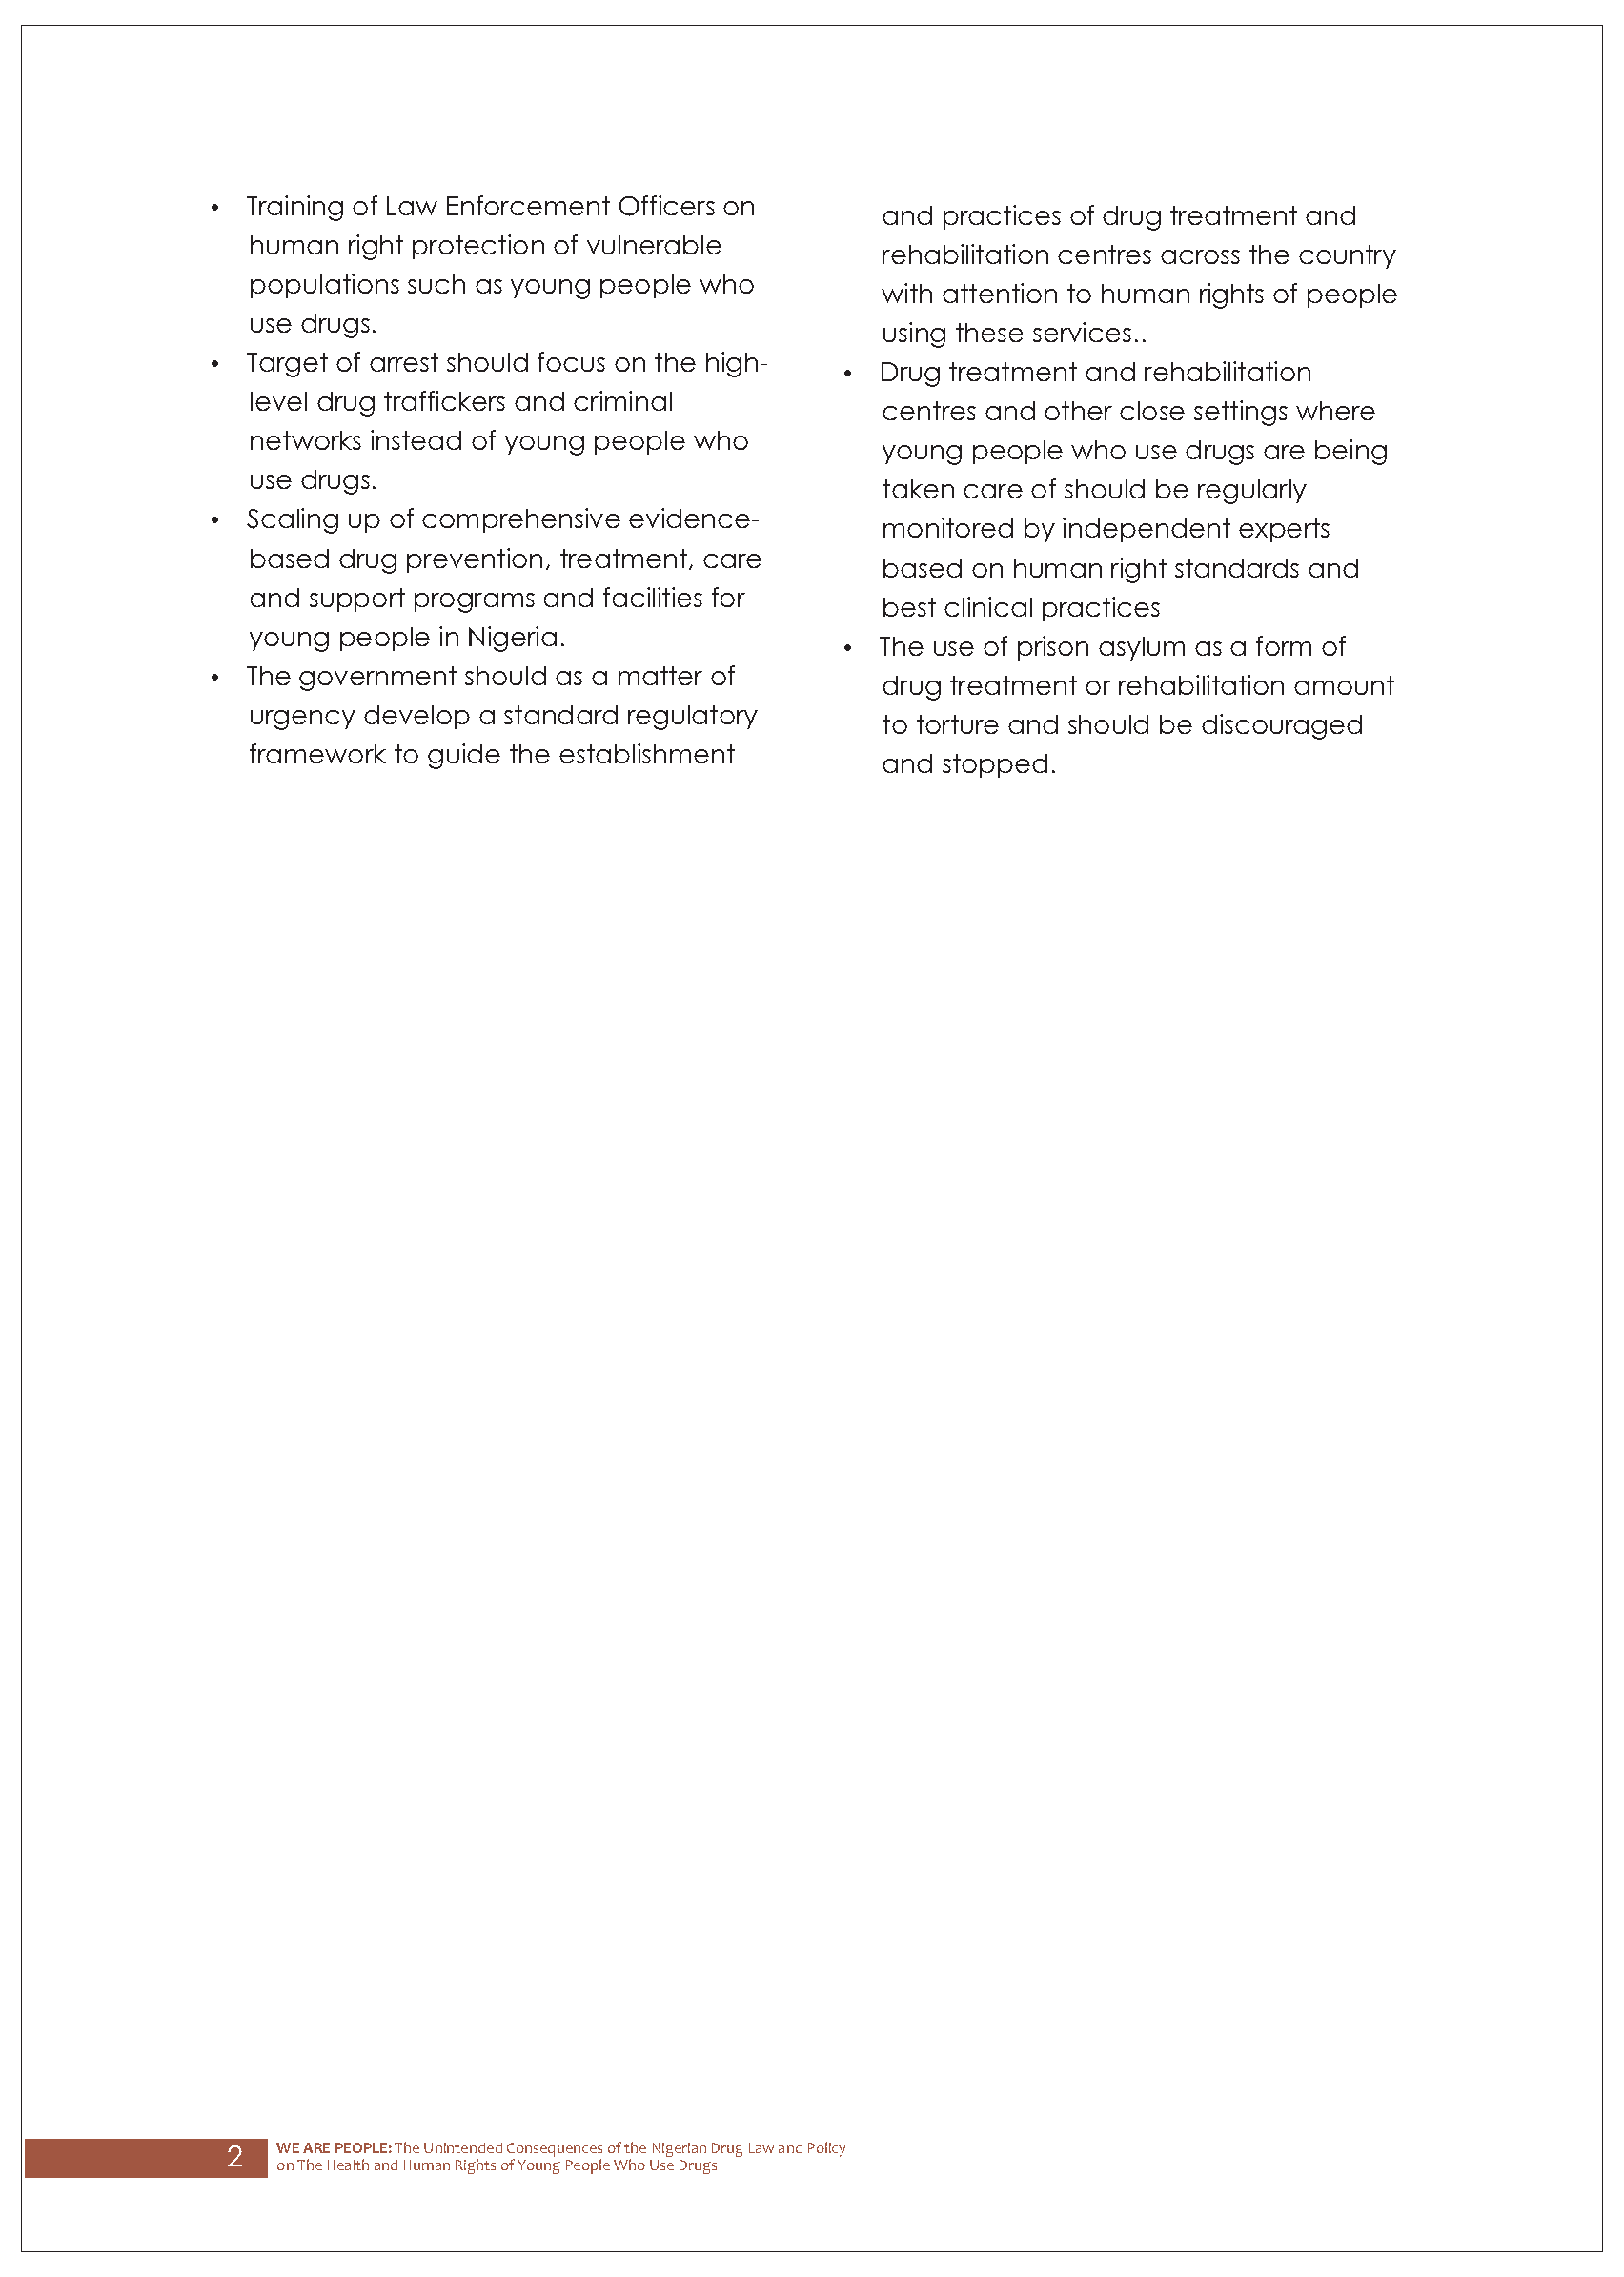 • Training of Law Enforcement Officers on
human right protection of vulnerable
populations such as young people who
use drugs.
• Target of arrest should focus on the high-
level drug traffickers and criminal
networks instead of young people who
use drugs.
• Scaling up of comprehensive evidence-
based drug prevention, treatment, care
and support programs and facilities for
young people in Nigeria.
• The government should as a matter of
urgency develop a standard regulatory
framework to guide the establishment
and practices of drug treatment and
rehabilitation centres across the country
with attention to human rights of people
using these services..
• Drug treatment and rehabilitation
centres and other close settings where
young people who use drugs are being
taken care of should be regularly
monitored by independent experts
based on human right standards and
best clinical practices
• The use of prison asylum as a form of
drug treatment or rehabilitation amount
to torture and should be discouraged
and stopped.
2
WE ARE PEOPLE: The Unintended Consequences of the Nigerian Drug Law and Policy
on The Health and Human Rights of Young People Who Use Drugs